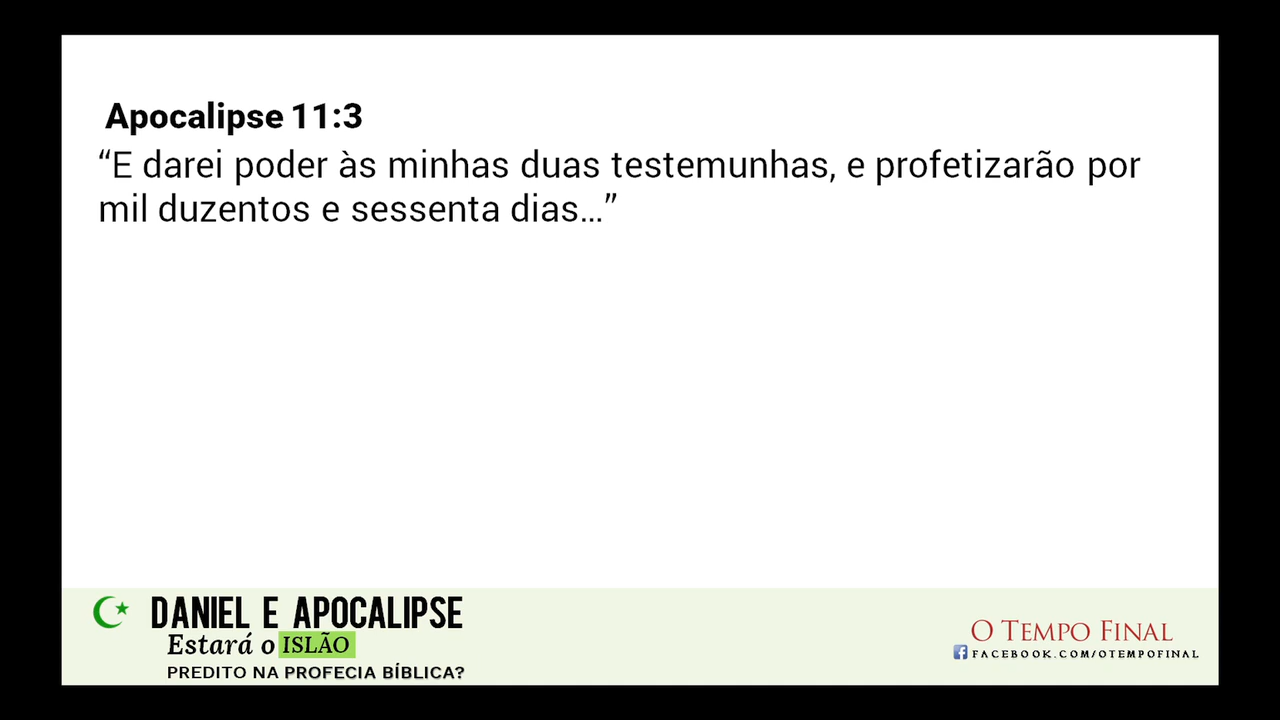 Apocalipse 11:3
“E darei poder às minhas duas testemunhas, e profetizarão por
mil duzentos e sessenta dias...”
DANIEL E APOCALIPSE
Estará o ISLÃO
PREDITO NA PROFECIA BÍBLICA?
O TEMPO FINAL
FACEBOOK.COM/OTEMPOFINAL